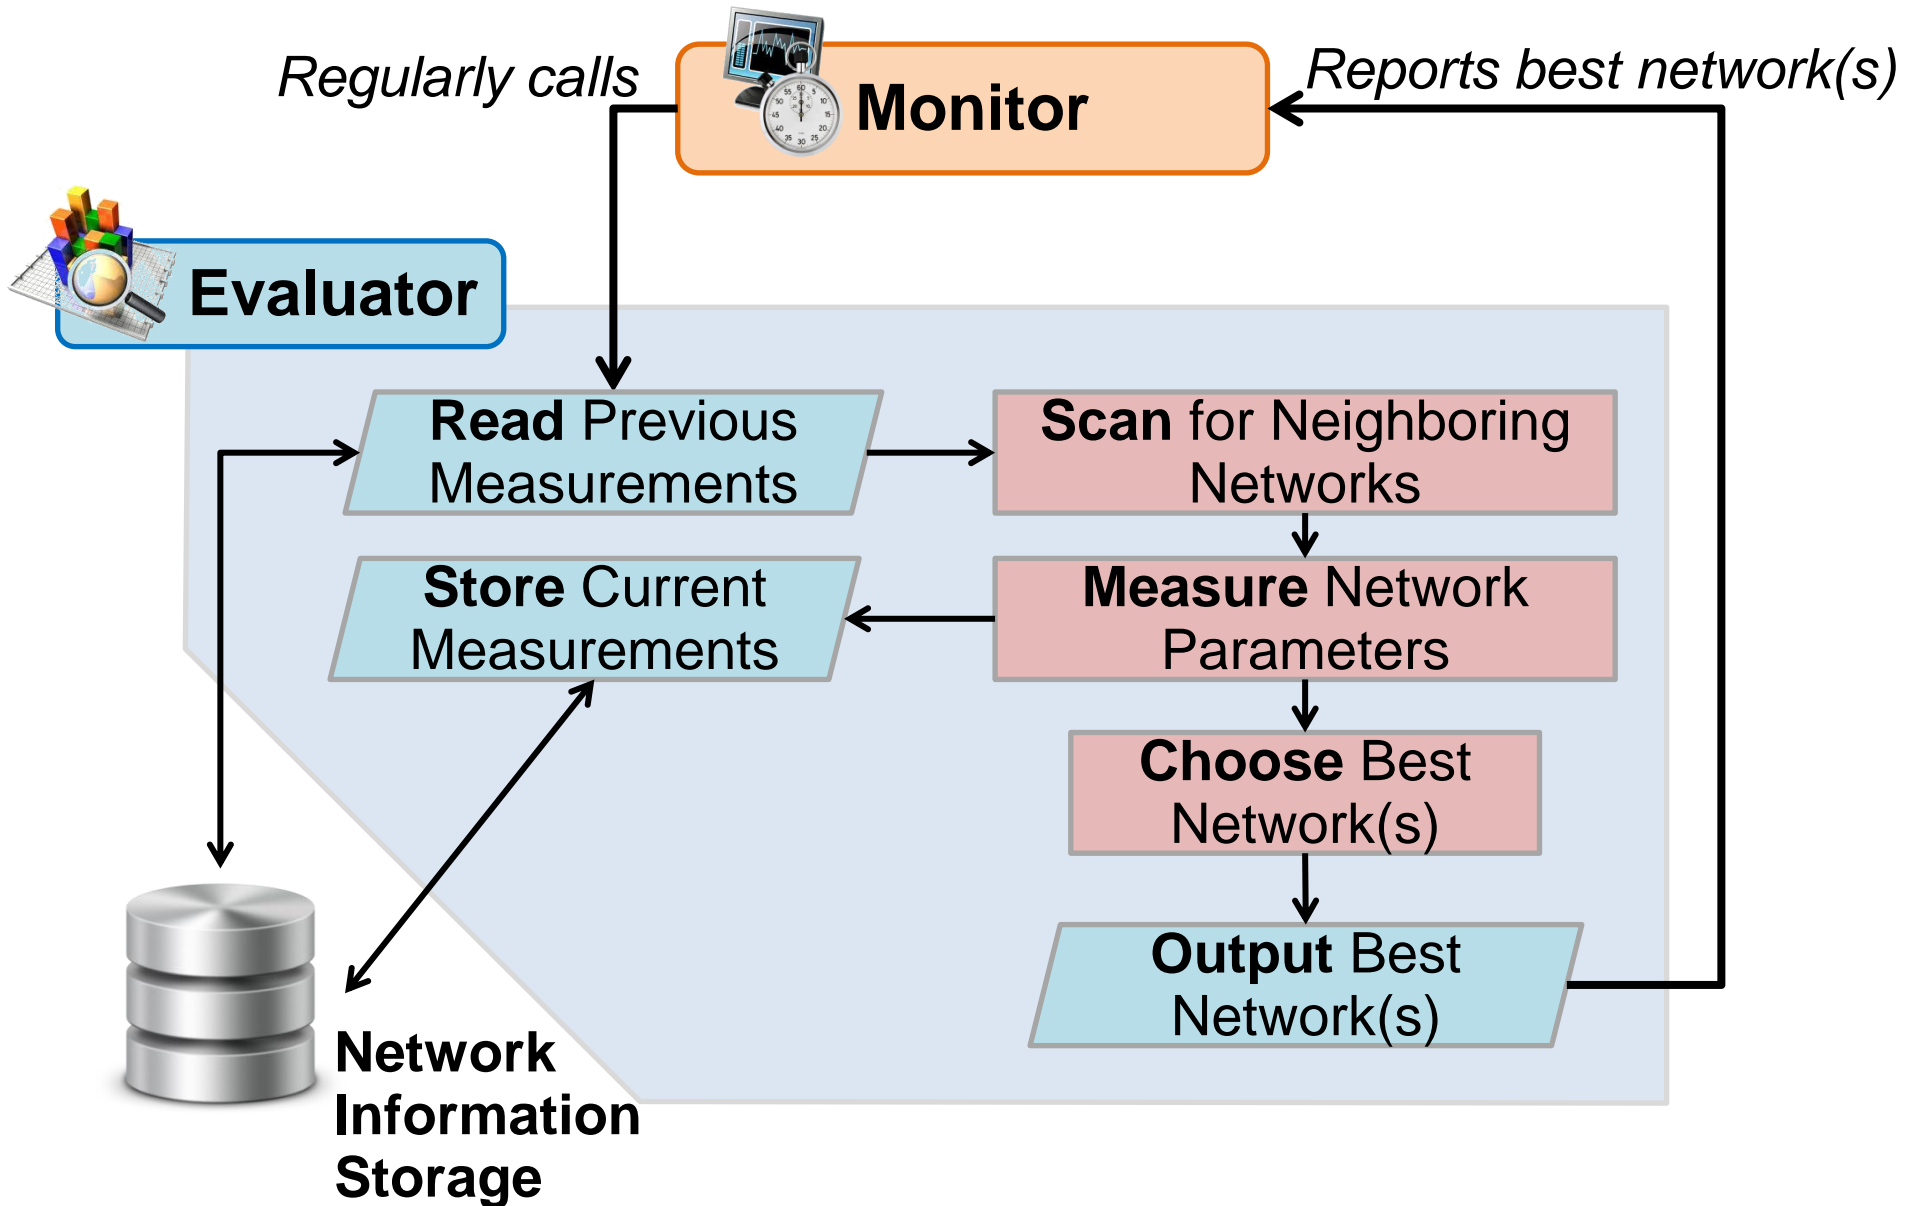 Regularly calls
Monitor
Reports best network(s)
Evaluator
Read Previous
Measurements
Scan for Neighboring
Networks
Store Current
Measurements
Measure Network
Parameters
Choose Best
Network(s)
Output Best
Network(s)
Network
Information
Storage